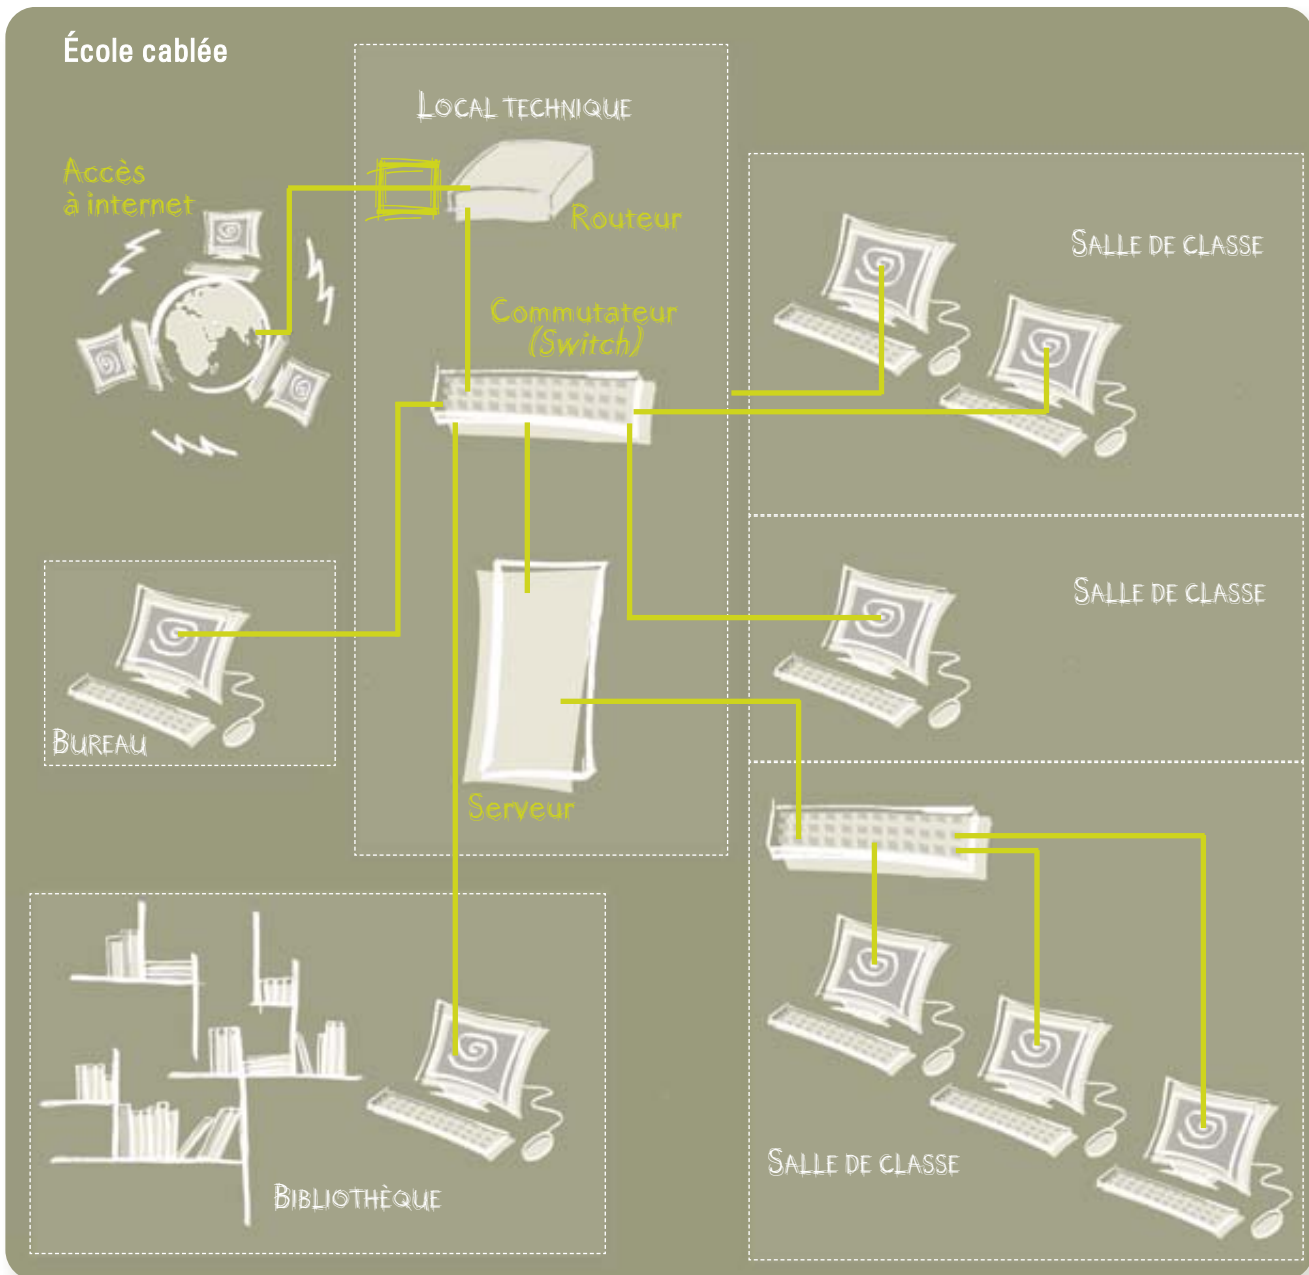 École cablée
LOCAL TECHNIQUE
Accès
à internet
Routeur
SALLE DE CLASSE
Commutateur
(Switch)
SALLE DE CLASSE
BUREAU
Serveur
SALLE DE CLASSE
BIBLIOTHÈQUE